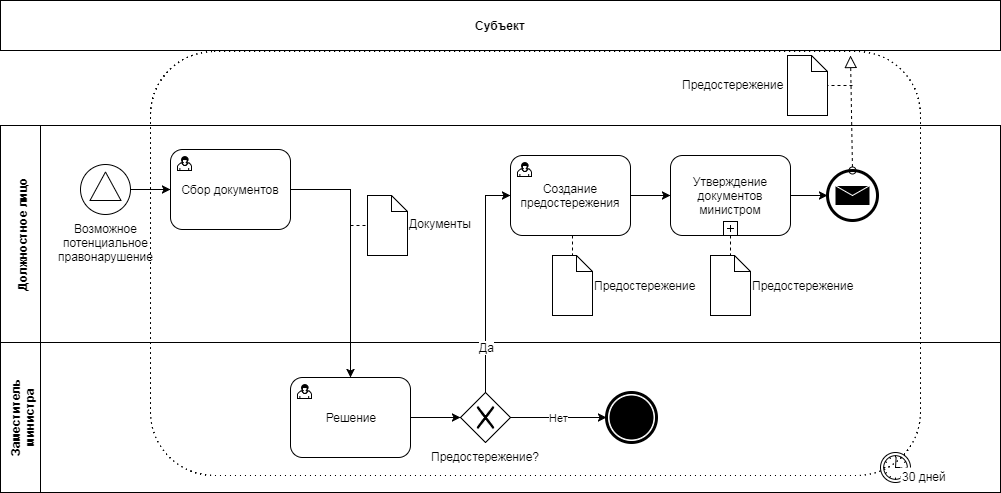 Субъект
Предостережение
Должностное лицо
Сбор документов
Возможное
потенциальное
правонарушение
Документы
Создание
предостережения
Утверждение
документов
министром
Предостережение
Предостережение
Да
Заместитель
министра
Решение
Предостережение?
Нет
30 дней